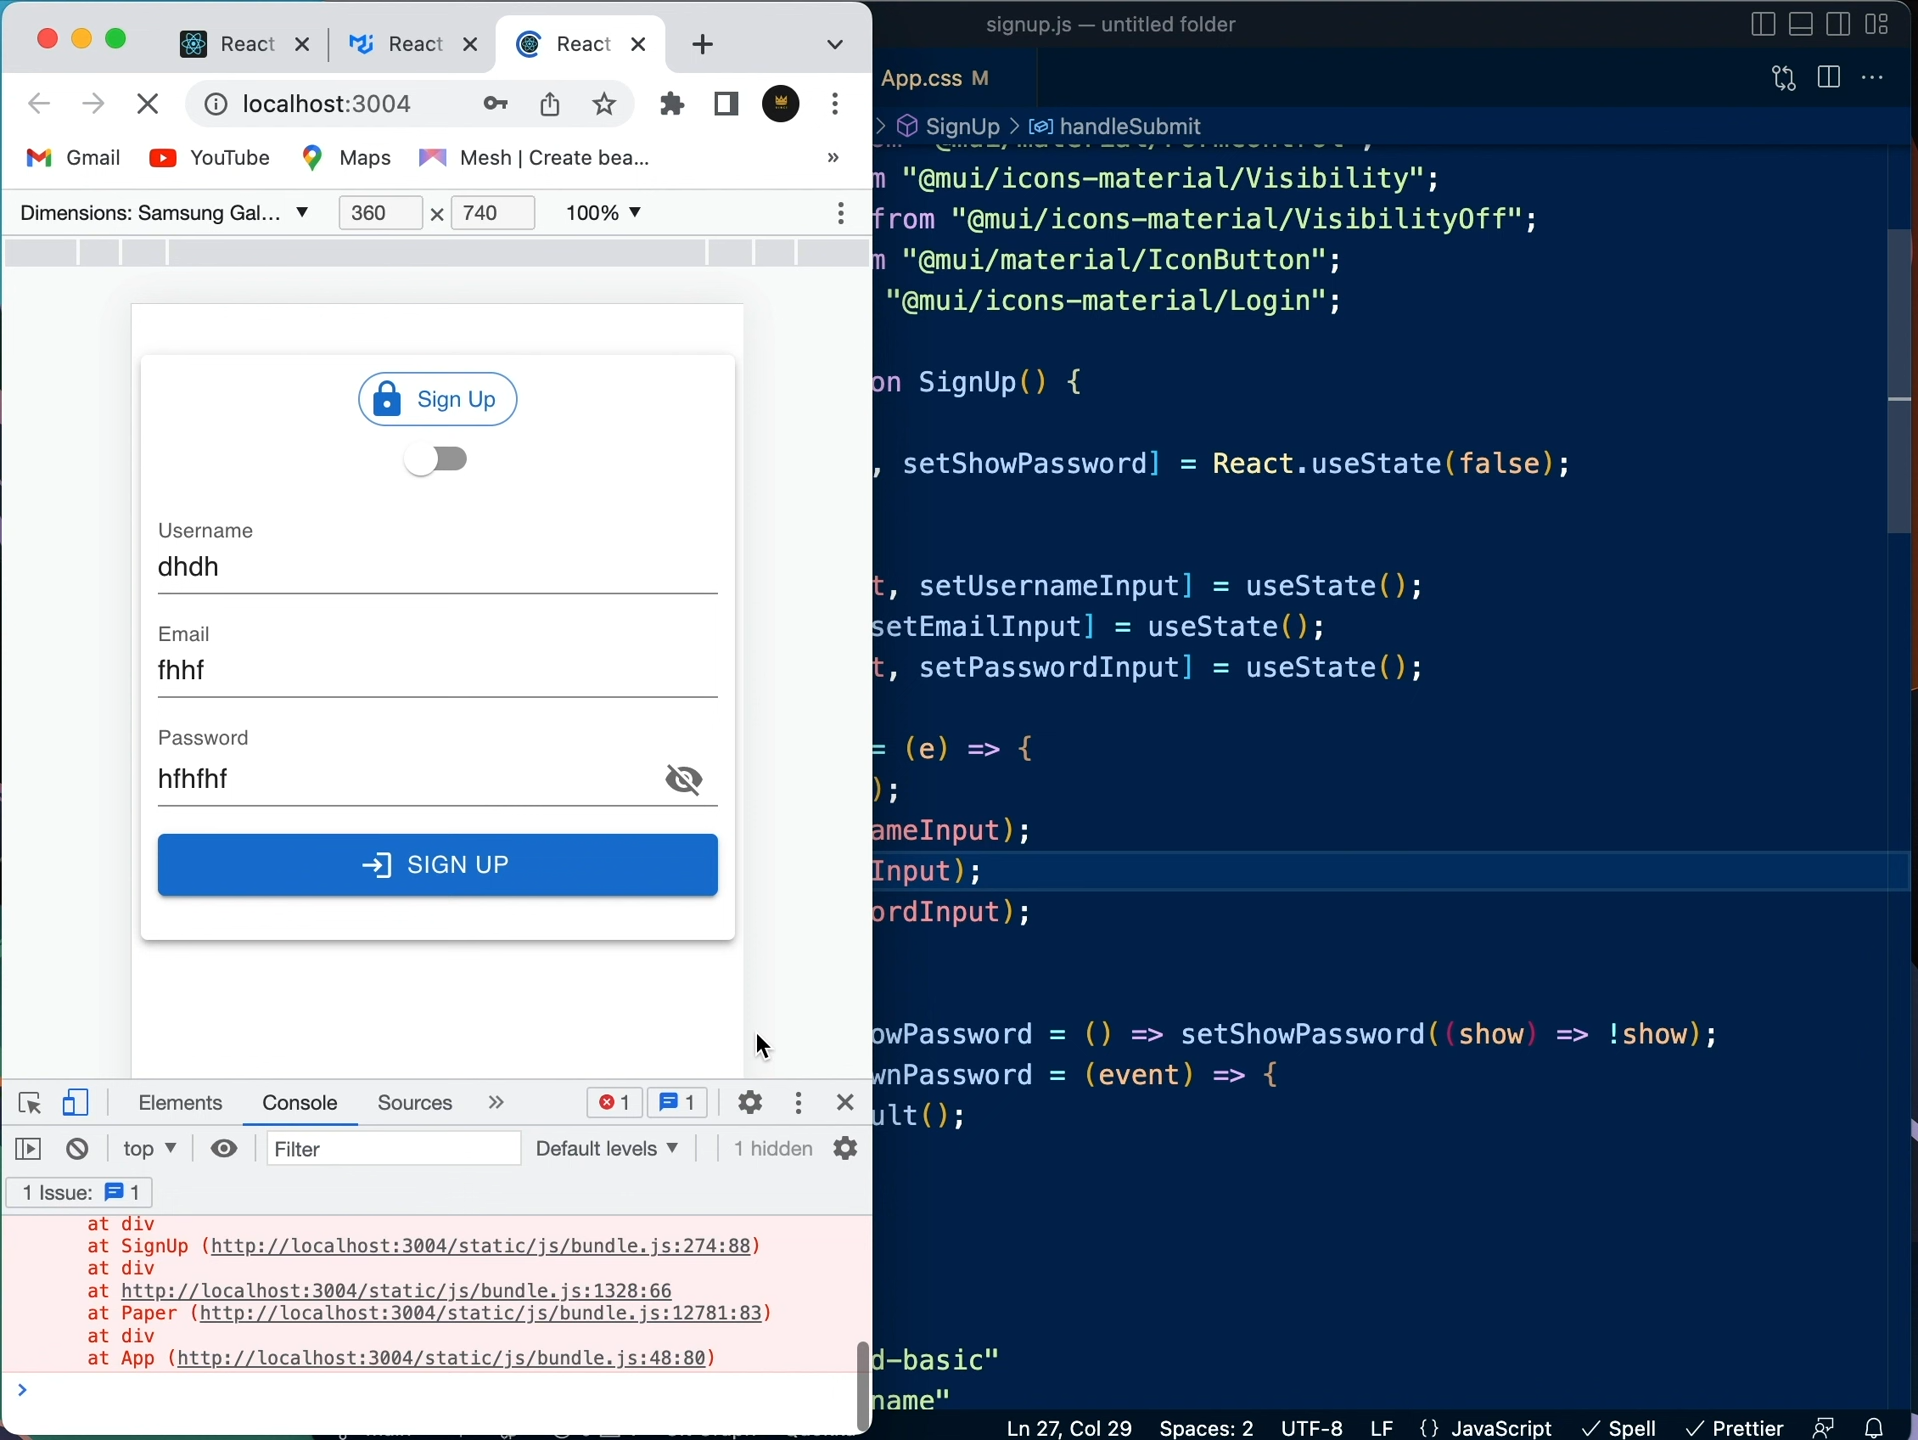 React
React
React
localhost:3004
Gmail
YouTube
Maps
Mesh | Create bea...
»
Dimensions: Samsung Gal... ▼
360 × 740
100% ▼
Sign Up
Username
dhdh
Email
fhhf
Password
hfhfhf
SIGN UP
Elements
Console
Sources
»
1
1
top ▼
Filter
Default levels ▼
1 hidden
1 Issue: 1
at div
at SignUp (http://localhost:3004/static/js/bundle.js:274:88)
at div
at http://localhost:3004/static/js/bundle.js:1328:66
at Paper (http://localhost:3004/static/js/bundle.js:12781:83)
at div
at App (http://localhost:3004/static/js/bundle.js:48:80)
>
signup.js — untitled folder
App.css M
> SignUp > handleSubmit
m "@mui/icons-material/Visibility";
from "@mui/icons-material/VisibilityOff";
m "@mui/material/IconButton";
"@mui/icons-material/Login";
on SignUp() {
, setShowPassword] = React.useState(false);
t, setUsernameInput] = useState();
setEmailInput] = useState();
t, setPasswordInput] = useState();
= (e) => {
);
ameInput);
Input);
ordInput);
owPassword = () => setShowPassword((show) => !show);
wnPassword = (event) => {
ult();
d-basic"
name"
Ln 27, Col 29
Spaces: 2
UTF-8
LF
{} JavaScript
✓ Spell
✓ Prettier